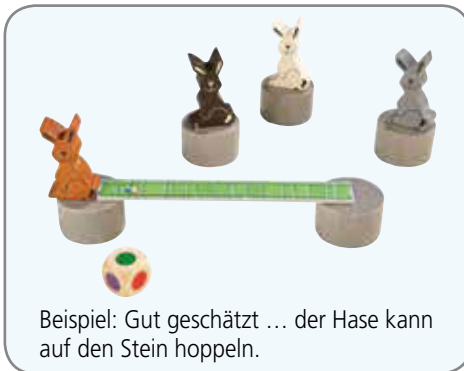 Beispiel: Gut geschätzt … der Hase kann
auf den Stein hoppeln.